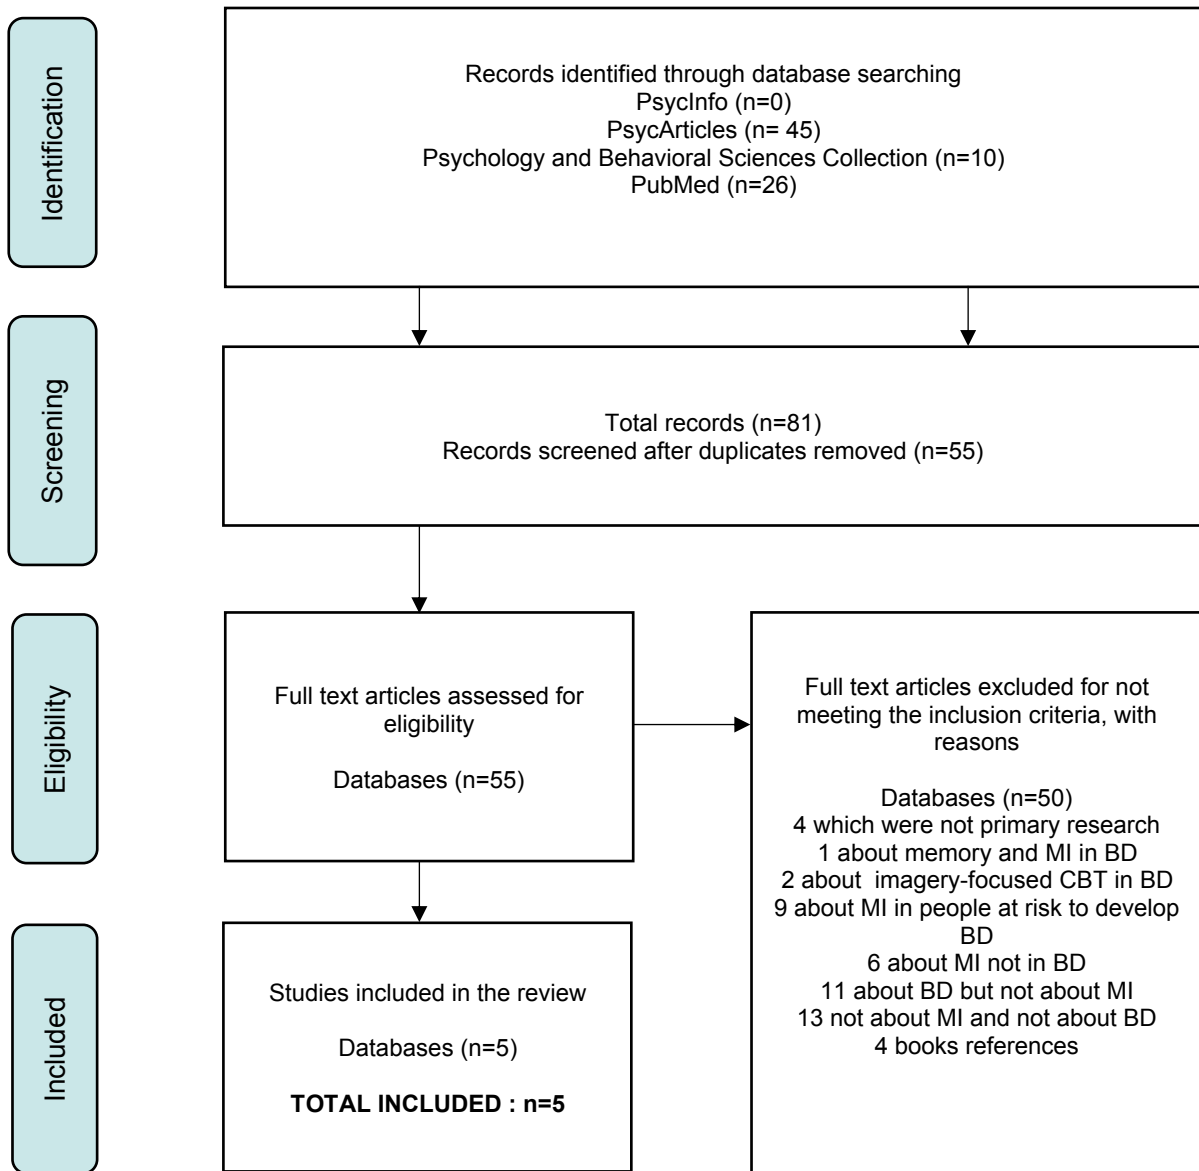 Identification
Records identified through database searching
PsycInfo (n=0)
PsycArticles (n= 45)
Psychology and Behavioral Sciences Collection (n=10)
PubMed (n=26)
Screening
Total records (n=81)
Records screened after duplicates removed (n=55)
Eligibility
Full text articles assessed for
eligibility
Databases (n=55)
Full text articles excluded for not
meeting the inclusion criteria, with
reasons
Databases (n=50)
4 which were not primary research
1 about memory and MI in BD
2 about  imagery-focused CBT in BD
9 about MI in people at risk to develop
BD
6 about MI not in BD
11 about BD but not about MI
13 not about MI and not about BD
4 books references
Included
Studies included in the review
Databases (n=5)
TOTAL INCLUDED : n=5